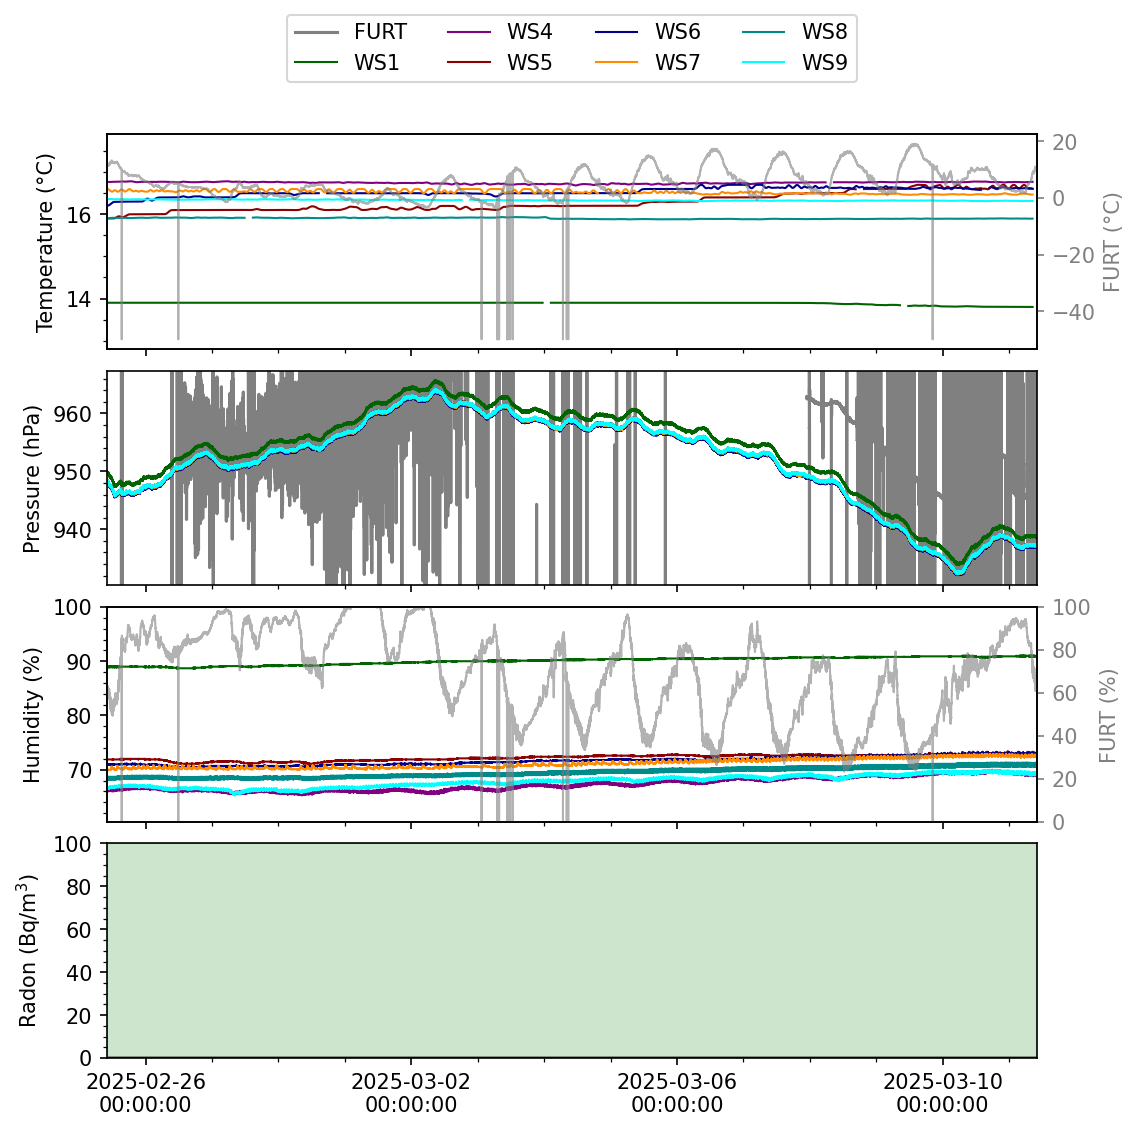 FURT WS4 WS6 WS8
WS1 WS5 WS7 WS9
Temperature (°C)
16
14
20
0
−20
−40
FURT (°C)
Pressure (hPa)
960
950
940
Humidity (%)
100
90
80
70
100
80
60
40
20
0
FURT (%)
Radon (Bq/m³)
100
80
60
40
20
0
2025-02-26 2025-03-02 2025-03-06 2025-03-10
00:00:00 00:00:00 00:00:00 00:00:00